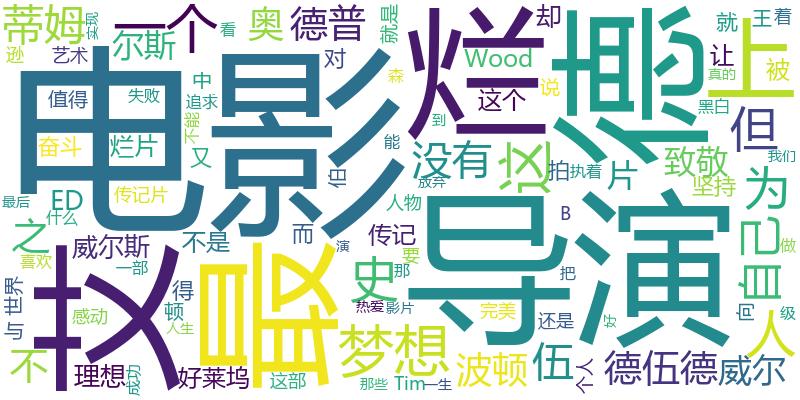 蒂姆
一个
奥
德普
烂
德
上
却
就
王
着
实现
看
就是
逊
艺术
尔斯
对
Wood
让
被
电影
值得
失败
中
追求
森
这个
说
真的
但
黑白
奋斗
烂片
不能
又
能
到
没有
这
拍
执着
片
致敬
我们
传记片
伯
放弃
坚持
为
最后
ED
什么
人物
B
之
威尔斯
不是
而
传记
那
史
导演
自己
与
世界
喜欢
一部
得
演
要
把
向
做
拍
最
热爱
影片
完美
还是
好
级
不
感动
顿
人生
梦想
波顿
伍
人
理想
成功
好莱坞
这部
那些
Tim
一生
德伍德
威尔